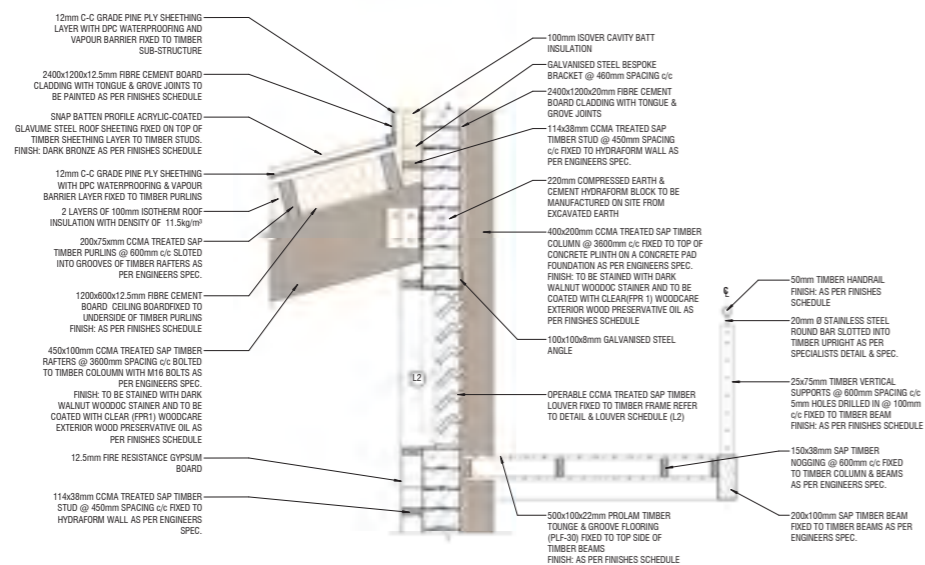 12mm C-C GRADE PINE PLY SHEETHING
LAYER WITH DPC WATERPROOFING AND
VAPOUR BARRIER FIXED TO TIMBER
SUB-STRUCTURE
2400x1200x12.5mm FIBRE CEMENT BOARD
CLADDING WITH TONGUE & GROVE JOINTS TO
BE PAINTED AS PER FINISHES SCHEDULE
SNAP BATTEN PROFILE ACRYLIC-COATED
GLAVUME STEEL ROOF SHEETING FIXED ON TOP OF
TIMBER SHEETHING LAYER TO TIMBER STUDS.
FINISH: DARK BRONZE AS PER FINISHES SCHEDULE
12mm C-C GRADE PINE PLY SHEETHING
WITH DPC WATERPROOFING & VAPOUR
BARRIER LAYER FIXED TO TIMBER PURLINS
2 LAYERS OF 100mm ISOTHERM ROOF
INSULATION WITH DENSITY OF 11.5kg/m³
200x75xmm CCMA TREATED SAP
TIMBER PURLINS @ 600mm c/c SLOTED
INTO GROOVES OF TIMBER RAFTERS AS
PER ENGINEERS SPEC.
1200x600x12.5mm FIBRE CEMENT
BOARD CEILING BOARDFIXED TO
UNDERSIDE OF TIMBER PURLINS
FINISH: AS PER FINISHES SCHEDULE
450x100mm CCMA TREATED SAP TIMBER
RAFTERS @ 3600mm SPACING c/c BOLTED
TO TIMBER COLOUMN WITH M16 BOLTS AS
PER ENGINEERS SPEC.
FINISH: TO BE STAINED WITH DARK
WALNUT WOODOC STAINER AND TO BE
COATED WITH CLEAR (FPR1) WOODCARE
EXTERIOR WOOD PRESERVATIVE OIL AS
PER FINISHES SCHEDULE
12.5mm FIRE RESISTANCE GYPSUM
BOARD
114x38mm CCMA TREATED SAP TIMBER
STUD @ 450mm SPACING c/c FIXED TO
HYDRAFORM WALL AS PER ENGINEERS
SPEC.
L2
100mm ISOVER CAVITY BATT
INSULATION
GALVANISED STEEL BESPOKE
BRACKET @ 460mm SPACING c/c
2400x1200x20mm FIBRE CEMENT
BOARD CLADDING WITH TONGUE &
GROVE JOINTS
114x38mm CCMA TREATED SAP
TIMBER STUD @ 450mm SPACING
c/c FIXED TO HYDRAFORM WALL AS
PER ENGINEERS SPEC.
220mm COMPRESSED EARTH &
CEMENT HYDRAFORM BLOCK TO BE
MANUFACTURED ON SITE FROM
EXCAVATED EARTH
400x200mm CCMA TREATED SAP TIMBER
COLUMN @ 3600mm c/c FIXED TO TOP OF
CONCRETE PLINTH ON A CONCRETE PAD
FOUNDATION AS PER ENGINEERS SPEC.
FINISH: TO BE STAINED WITH DARK
WALNUT WOODOC STAINER AND TO BE
COATED WITH CLEAR(FPR 1) WOODCARE
EXTERIOR WOOD PRESERVATIVE OIL AS
PER FINISHES SCHEDULE
100x100x8mm GALVANISED STEEL
ANGLE
OPERABLE CCMA TREATED SAP TIMBER
LOUVER FIXED TO TIMBER FRAME REFER
TO DETAIL & LOUVER SCHEDULE (L2)
500x100x22mm PROLAM TIMBER
TOUNGE & GROOVE FLOORING
(PLF-30) FIXED TO TOP SIDE OF
TIMBER BEAMS
FINISH: AS PER FINISHES SCHEDULE
℄
50mm TIMBER HANDRAIL
FINISH: AS PER FINISHES
SCHEDULE
20mm Ø STAINLESS STEEL
ROUND BAR SLOTTED INTO
TIMBER UPRIGHT AS PER
SPECIALISTS DETAIL & SPEC.
25x75mm TIMBER VERTICAL
SUPPORTS @ 600mm SPACING c/c
5mm HOLES DRILLED IN @ 100mm
c/c FIXED TO TIMBER BEAM
FINISH: AS PER FINISHES SCHEDULE
150x38mm SAP TIMBER
NOGGING @ 600mm c/c FIXED
TO TIMBER COLUMN & BEAMS
AS PER ENGINEERS SPEC.
200x100mm SAP TIMBER BEAM
FIXED TO TIMBER BEAMS AS PER
ENGINEERS SPEC.